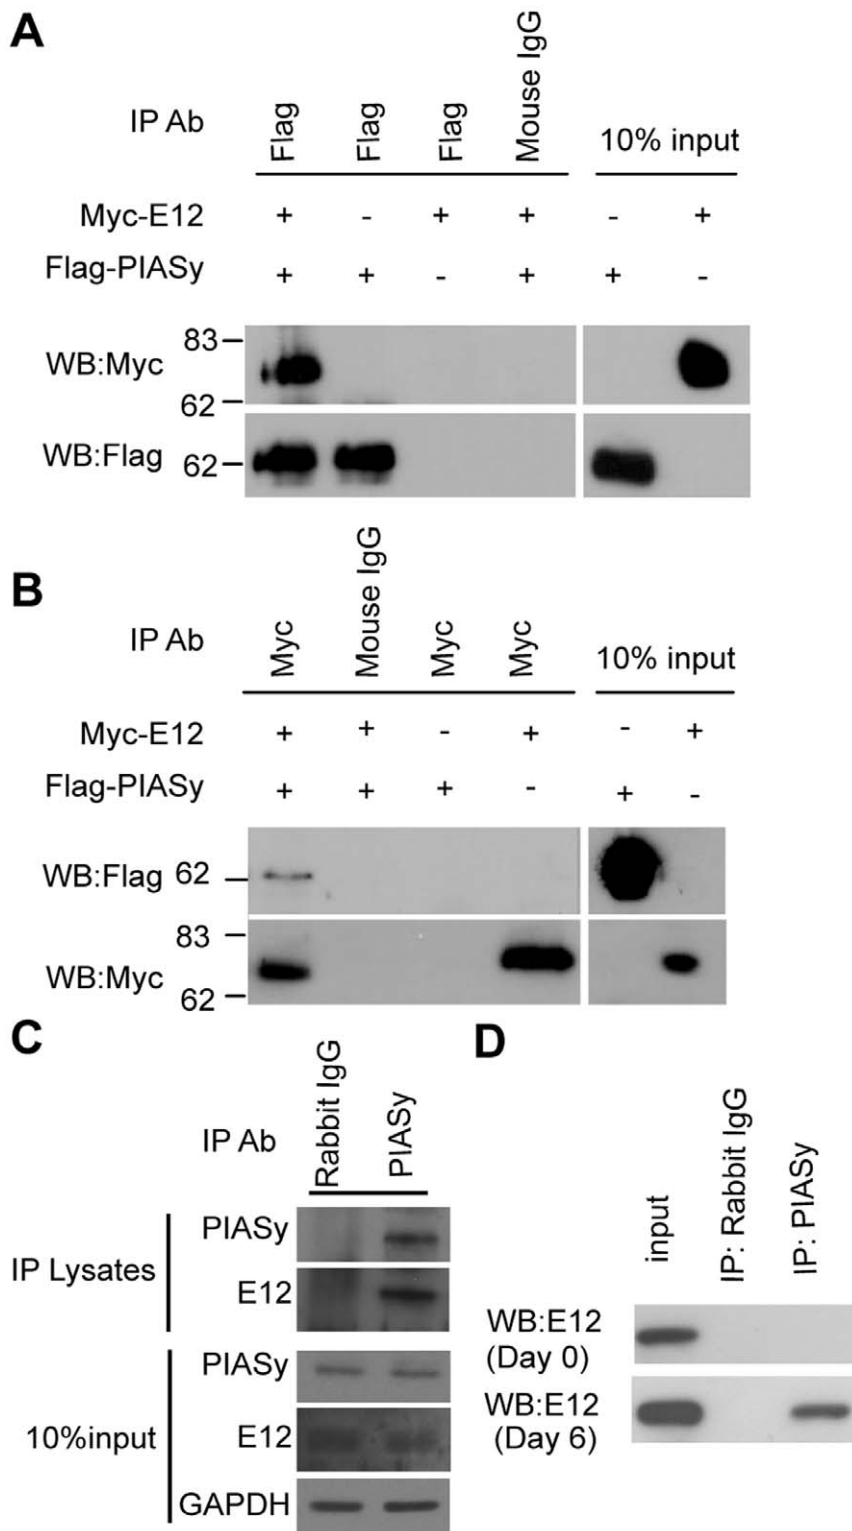 A
IP Ab
Flag
Flag
Flag
Mouse IgG
10% input
Myc-E12
+ - + + - +
Flag-PIASy
+ + - + + -
WB:Myc
83
62
WB:Flag
62
B
IP Ab
Myc
Mouse IgG
Myc
Myc
10% input
Myc-E12
+ + - + - +
Flag-PIASy
+ + + - + -
WB:Flag
62
WB:Myc
83
62
C
IP Ab
Rabbit IgG
PIASy
IP Lysates
PIASy
E12
10%input
PIASy
E12
GAPDH
D
input
IP: Rabbit IgG
IP: PIASy
WB:E12
(Day 0)
WB:E12
(Day 6)